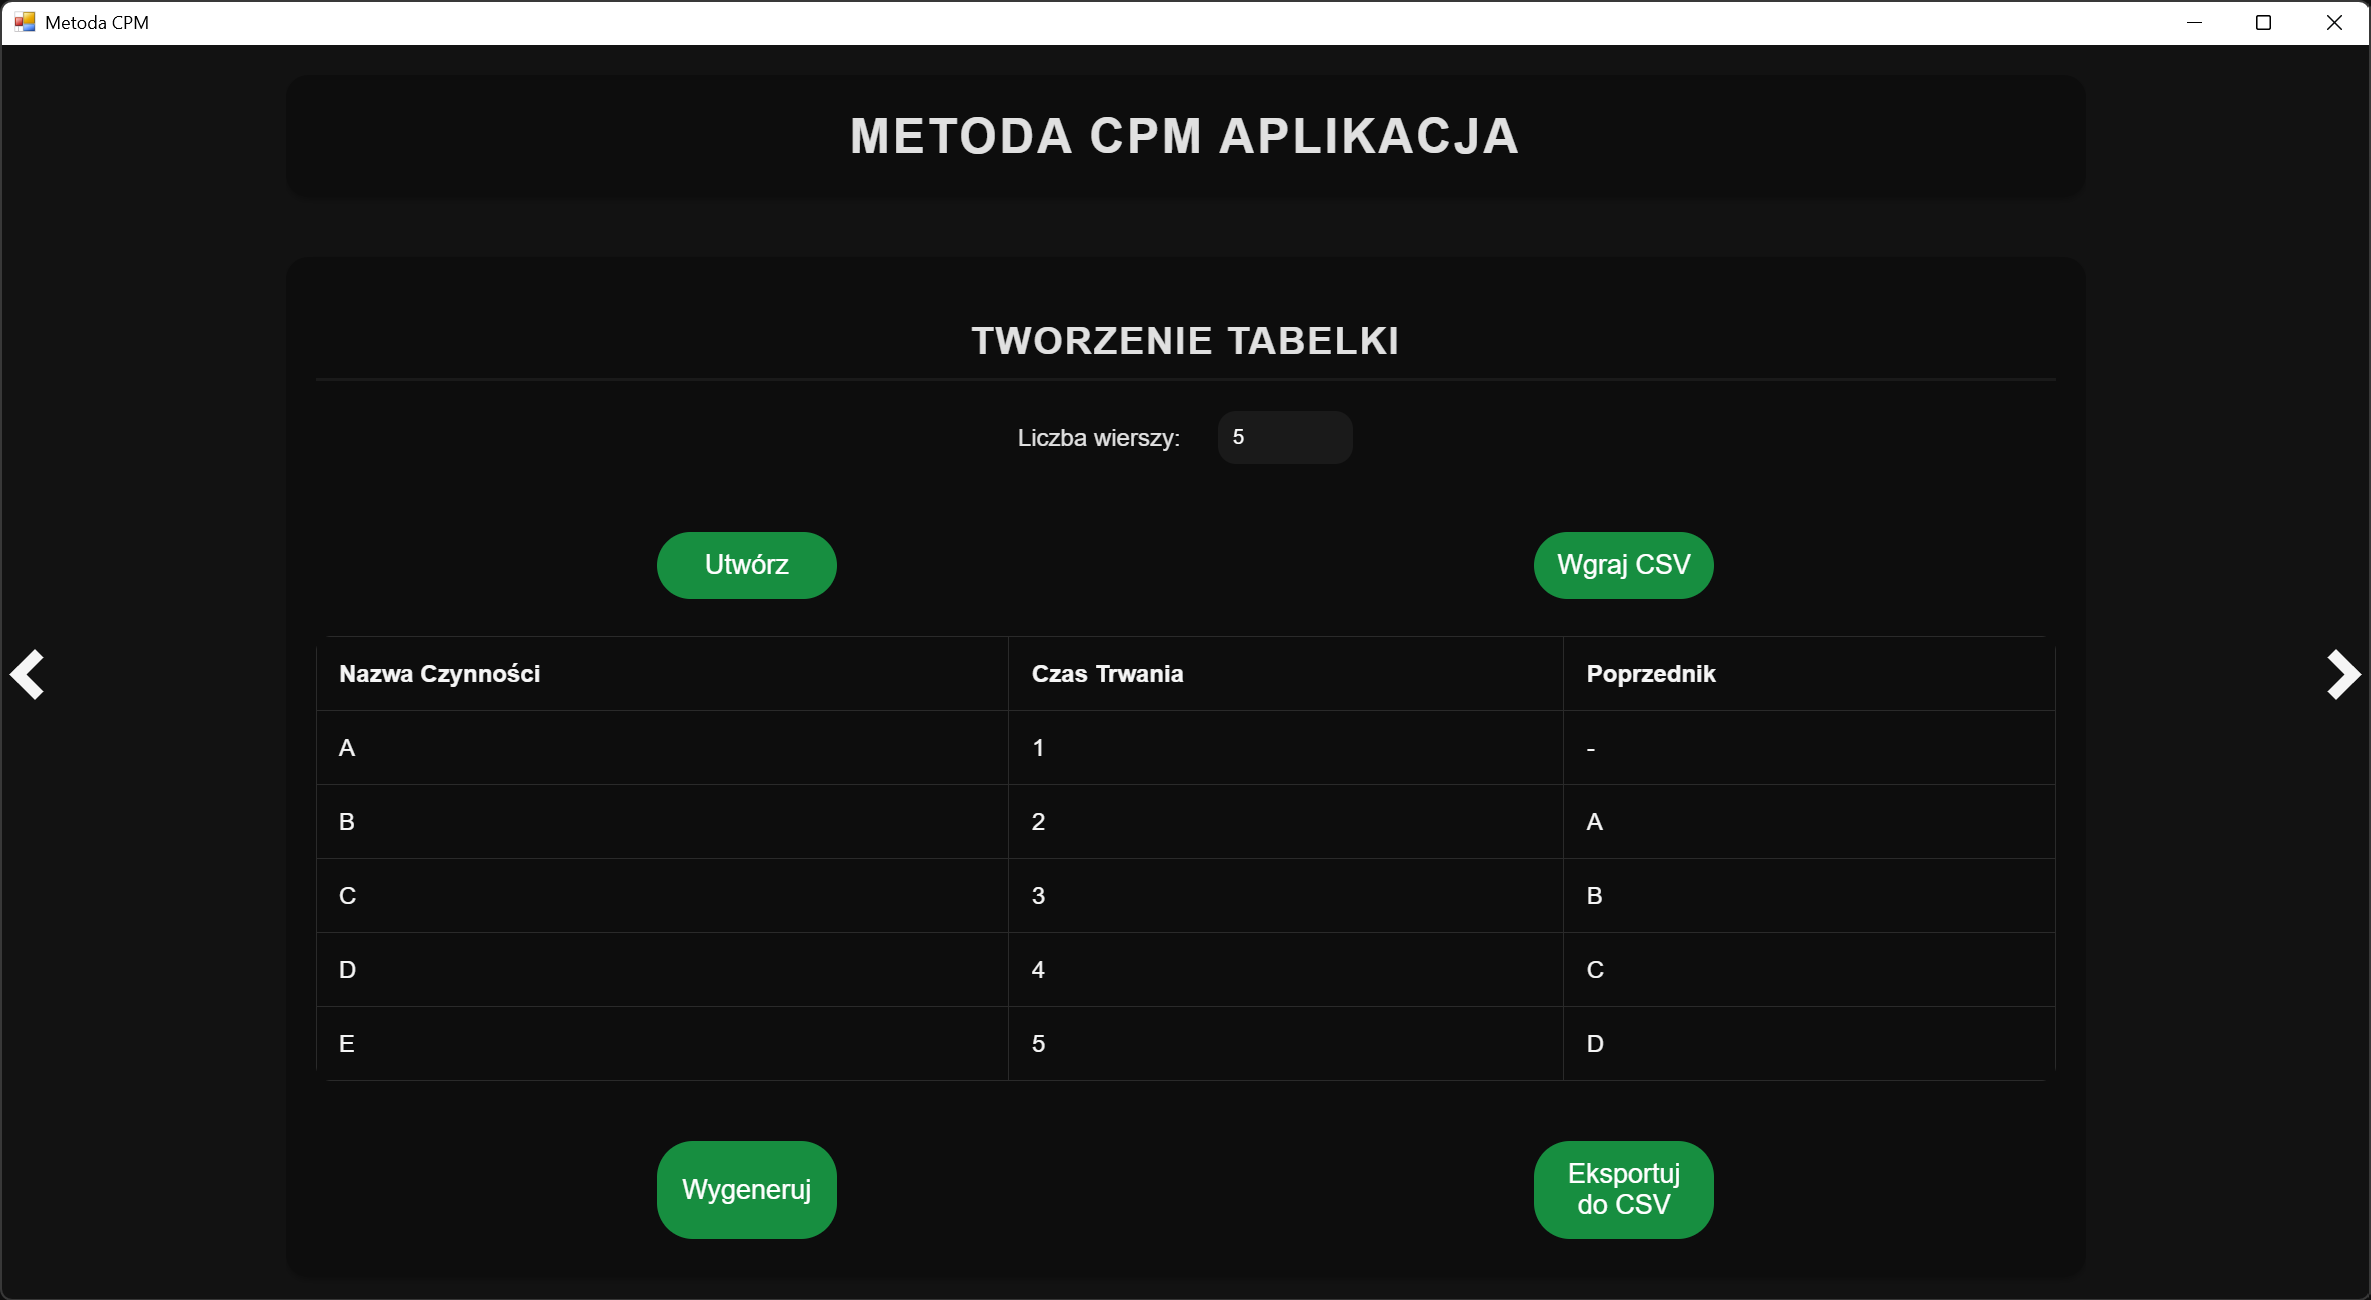 Metoda CPM
METODA CPM APLIKACJA
TWORZENIE TABELKI
Liczba wierszy: 5
Utwórz Wgraj CSV
Nazwa Czynności Czas Trwania Poprzednik
A 1 -
B 2 A
C 3 B
D 4 C
E 5 D
Wygeneruj
Eksportuj
do CSV